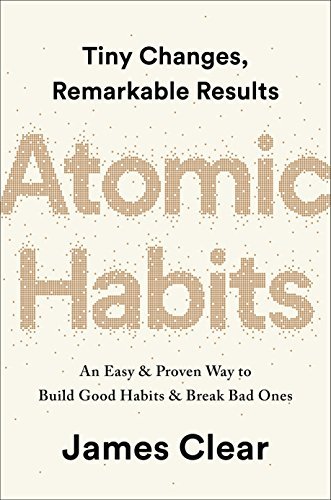 Tiny Changes,
Remarkable Results
Atomic
Habits
An Easy & Proven Way to
Build Good Habits & Break Bad Ones
James Clear